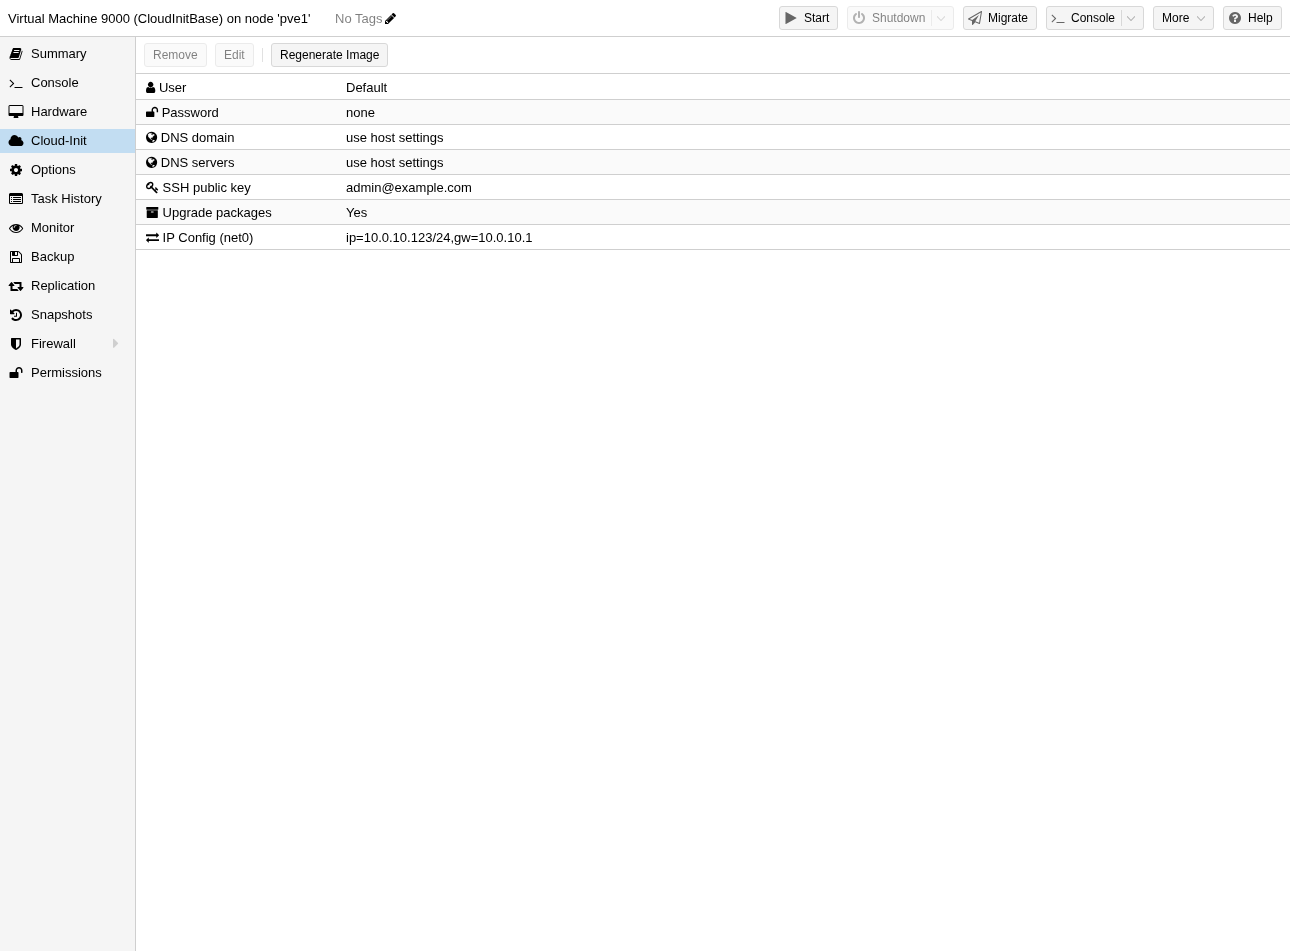 Virtual Machine 9000 (CloudInitBase) on node 'pve1' No Tags Start Shutdown Migrate Console More Help
Summary
Console
Hardware
Cloud-Init
Options
Task History
Monitor
Backup
Replication
Snapshots
Firewall
Permissions
Remove Edit Regenerate Image
User Default
Password none
DNS domain use host settings
DNS servers use host settings
SSH public key admin@example.com
Upgrade packages Yes
IP Config (net0) ip=10.0.10.123/24,gw=10.0.10.1